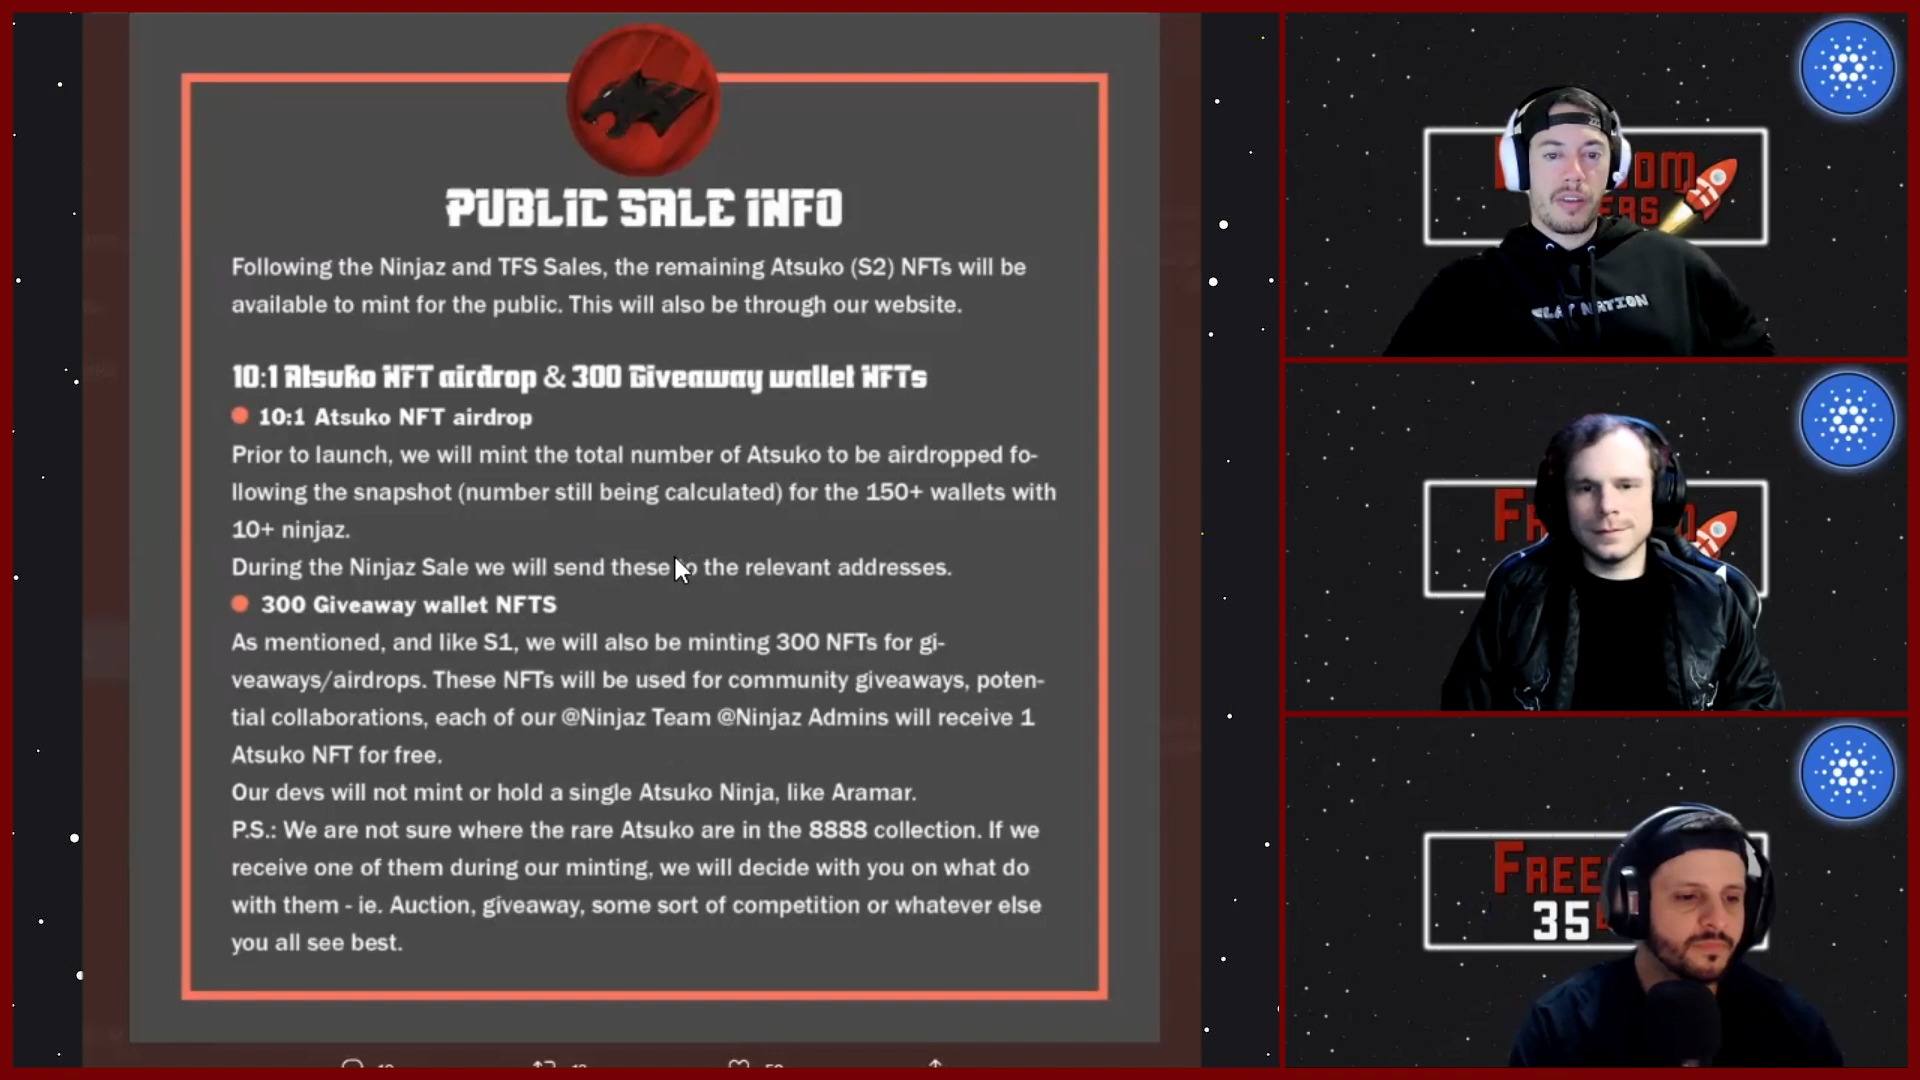 PUBLIC SALE INFO
Following the Ninjaz and TFS Sales, the remaining Atsuko (S2) NFTs will be
available to mint for the public. This will also be through our website.
10:1 Atsuko NFT airdrop & 300 Giveaway wallet NFTs
10:1 Atsuko NFT airdrop
Prior to launch, we will mint the total number of Atsuko to be airdropped fo-
llowing the snapshot (number still being calculated) for the 150+ wallets with
10+ ninjaz.
During the Ninjaz Sale we will send these to the relevant addresses.
300 Giveaway wallet NFTS
As mentioned, and like S1, we will also be minting 300 NFTs for gi-
veaways/airdrops. These NFTs will be used for community giveaways, poten-
tial collaborations, each of our @Ninjaz Team @Ninjaz Admins will receive 1
Atsuko NFT for free.
Our devs will not mint or hold a single Atsuko Ninja, like Aramar.
P.S.: We are not sure where the rare Atsuko are in the 8888 collection. If we
receive one of them during our minting, we will decide with you on what do
with them - ie. Auction, giveaway, some sort of competition or whatever else
you all see best.
NATION
FREE
35